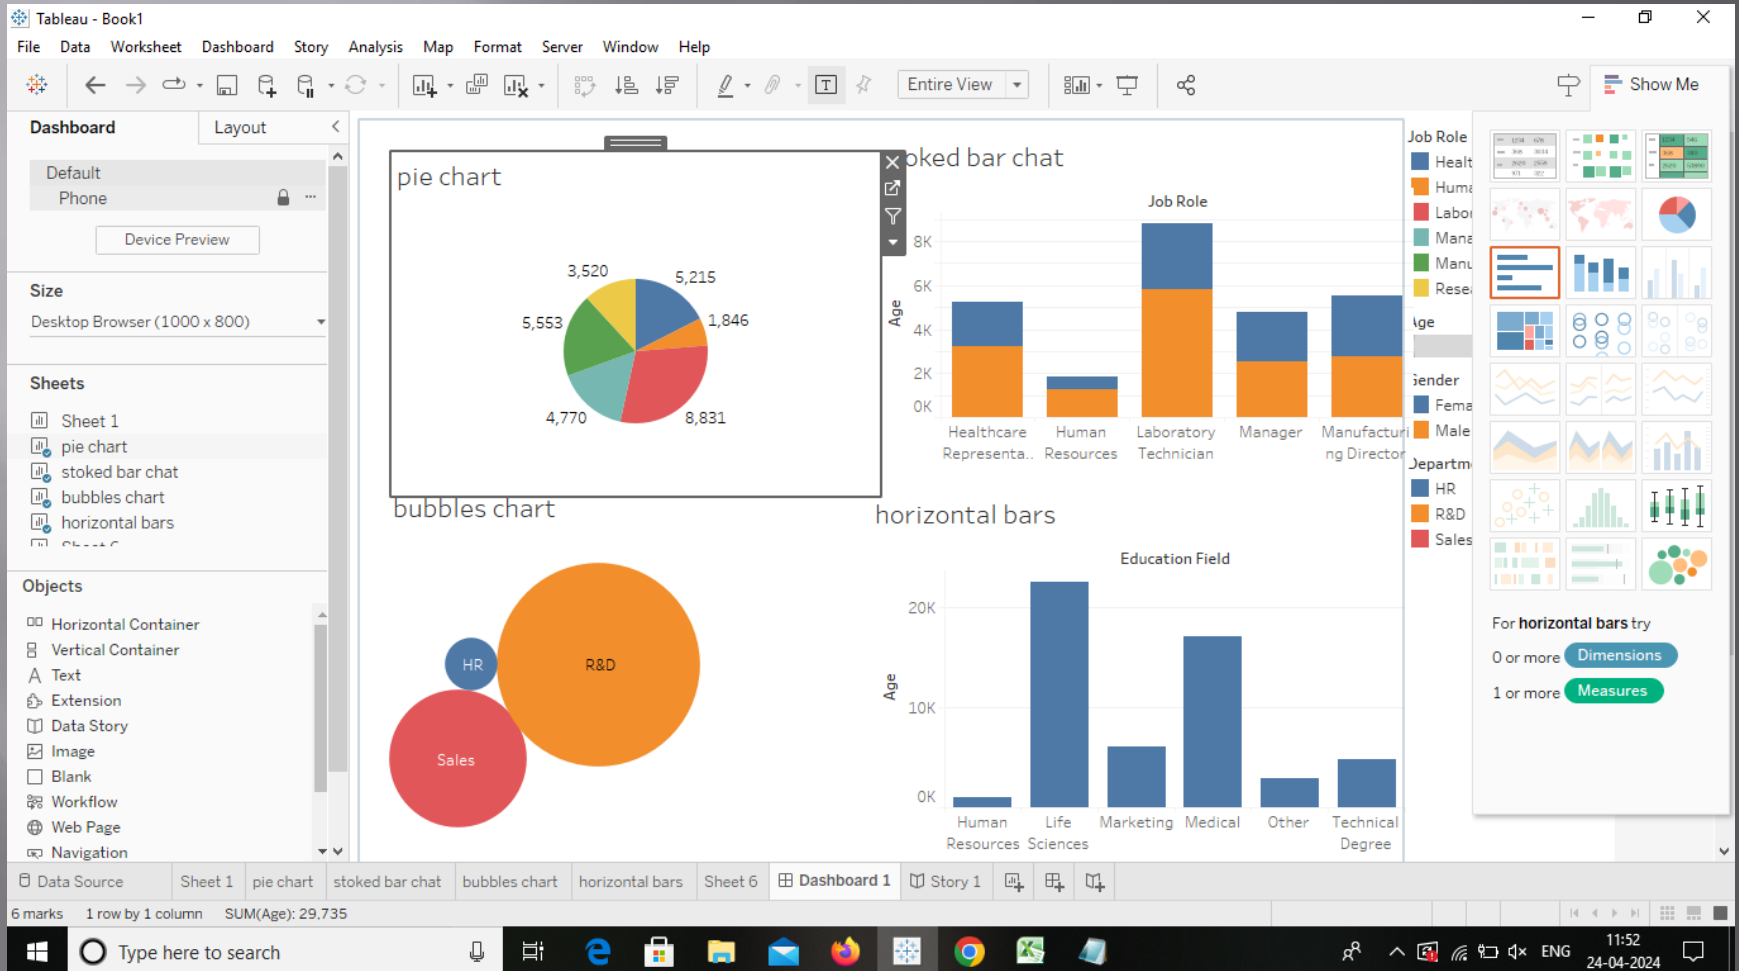 Tableau - Book1
File Data Worksheet Dashboard Story Analysis Map Format Server Window Help
Entire View
Show Me
Dashboard Layout
Default
Phone
Device Preview
Size
Desktop Browser (1000 x 800)
Sheets
Sheet 1
pie chart
stoked bar chat
bubbles chart
horizontal bars
Objects
Horizontal Container
Vertical Container
Text
Extension
Data Story
Image
Blank
Workflow
Web Page
Navigation
pie chart
3,520
5,215
5,553
1,846
4,770
8,831
oked bar chat
Job Role
Age
8K
6K
4K
2K
0K
Healthcare Representa..
Human Resources
Laboratory Technician
Manager
Manufacturi ng Director
bubbles chart
HR
R&D
Sales
horizontal bars
Education Field
Age
20K
10K
0K
Human Resources
Life Sciences
Marketing
Medical
Other
Technical Degree
Job Role
Healt
Huma
Labor
Mana
Manu
Resea
Age
Gender
Fema
Male
Departm
HR
R&D
Sales
For horizontal bars try
0 or more Dimensions
1 or more Measures
Data Source Sheet 1 pie chart stoked bar chat bubbles chart horizontal bars Sheet 6 Dashboard 1 Story 1
6 marks 1 row by 1 column SUM(Age): 29,735
Type here to search
ENG
11:52
24-04-2024